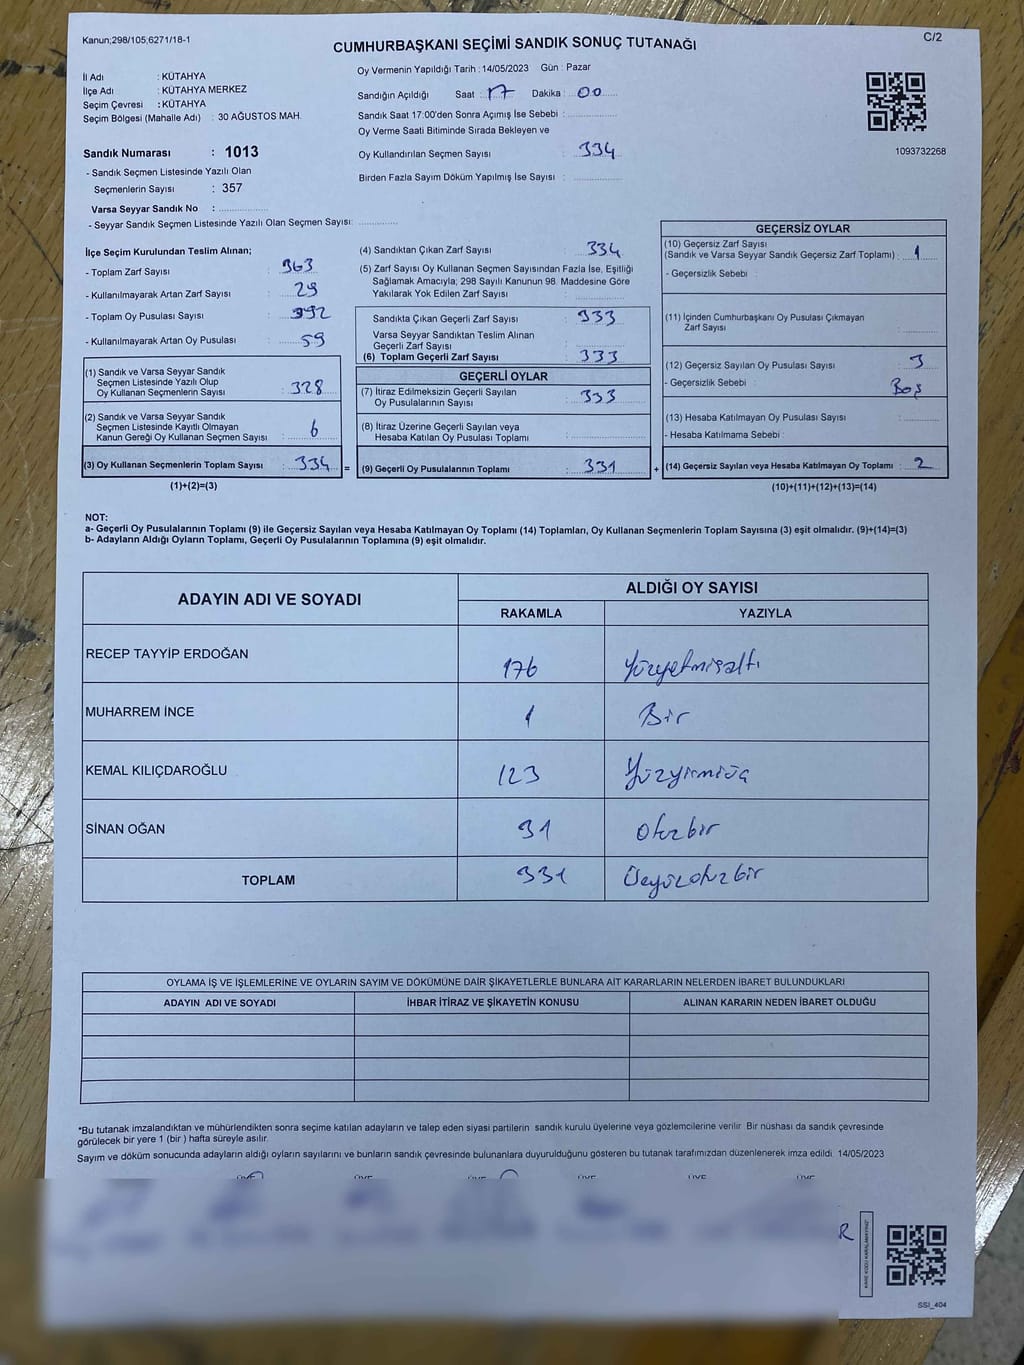 Kanun;298/105;6271/18-1
C/2
CUMHURBAŞKANI SEÇİMİ SANDIK SONUÇ TUTANAĞI
İl Adı : KÜTAHYA
İlçe Adı : KÜTAHYA MERKEZ
Seçim Çevresi : KÜTAHYA
Seçim Bölgesi (Mahalle Adı) : 30 AĞUSTOS MAH.
Sandık Numarası : 1013
- Sandık Seçmen Listesinde Yazılı Olan
Seçmenlerin Sayısı : 357
Varsa Seyyar Sandık No :
- Seyyar Sandık Seçmen Listesinde Yazılı Olan Seçmen Sayısı:
Oy Vermenin Yapıldığı Tarih : 14/05/2023 Gün : Pazar
Sandığın Açıldığı Saat : 17 Dakika : 00
Sandık Saat 17:00'den Sonra Açımış İse Sebebi :
Oy Verme Saati Bitiminde Sırada Bekleyen ve
Oy Kullandırılan Seçmen Sayısı : 334
Birden Fazla Sayım Döküm Yapılmış İse Sayısı :
1093732268
İlçe Seçim Kurulundan Teslim Alınan;
- Toplam Zarf Sayısı : 363
- Kullanılmayarak Artan Zarf Sayısı : 29
- Toplam Oy Pusulası Sayısı : 392
- Kullanılmayarak Artan Oy Pusulası : 59
(1) Sandık ve Varsa Seyyar Sandık
Seçmen Listesinde Yazılı Olup
Oy Kullanan Seçmenlerin Sayısı : 328
(2) Sandık ve Varsa Seyyar Sandık
Seçmen Listesinde Kayıtlı Olmayan
Kanun Gereği Oy Kullanan Seçmen Sayısı : 6
(3) Oy Kullanan Seçmenlerin Toplam Sayısı : 334 =
(1)+(2)=(3)
(4) Sandıktan Çıkan Zarf Sayısı : 334
(5) Zarf Sayısı Oy Kullanan Seçmen Sayısından Fazla İse, Eşitliği
Sağlamak Amacıyla; 298 Sayılı Kanunun 98. Maddesine Göre
Yakılarak Yok Edilen Zarf Sayısı :
Sandıkta Çıkan Geçerli Zarf Sayısı : 333
Varsa Seyyar Sandıktan Teslim Alınan
Geçerli Zarf Sayısı :
(6) Toplam Geçerli Zarf Sayısı : 333
GEÇERLİ OYLAR
(7) İtiraz Edilmeksizin Geçerli Sayılan
Oy Pusulalarının Sayısı : 333
(8) İtiraz Üzerine Geçerli Sayılan veya
Hesaba Katılan Oy Pusulası Toplamı :
(9) Geçerli Oy Pusulalarının Toplamı : 331 +
GEÇERSİZ OYLAR
(10) Geçersiz Zarf Sayısı
(Sandık ve Varsa Seyyar Sandık Geçersiz Zarf Toplamı) : 1
- Geçersizlik Sebebi :
(11) İçinden Cumhurbaşkanı Oy Pusulası Çıkmayan
Zarf Sayısı :
(12) Geçersiz Sayılan Oy Pusulası Sayısı : 3
- Geçersizlik Sebebi : Boş
(13) Hesaba Katılmayan Oy Pusulası Sayısı :
- Hesaba Katılmama Sebebi :
(14) Geçersiz Sayılan veya Hesaba Katılmayan Oy Toplamı : 2
(10)+(11)+(12)+(13)=(14)
NOT:
a- Geçerli Oy Pusulalarının Toplamı (9) ile Geçersiz Sayılan veya Hesaba Katılmayan Oy Toplamı (14) Toplamları, Oy Kullanan Seçmenlerin Toplam Sayısına (3) eşit olmalıdır. (9)+(14)=(3)
b- Adayların Aldığı Oyların Toplamı, Geçerli Oy Pusulalarının Toplamına (9) eşit olmalıdır.
ADAYIN ADI VE SOYADI
ALDIĞI OY SAYISI
RAKAMLA YAZIYLA
RECEP TAYYİP ERDOĞAN 176 Yüzyetmişaltı
MUHARREM İNCE 1 Bir
KEMAL KILIÇDAROĞLU 123 Yüzyirmiüç
SİNAN OĞAN 31 otuzbir
TOPLAM 331 Üçyüzotuzbir
OYLAMA İŞ VE İŞLEMLERİNE VE OYLARIN SAYIM VE DÖKÜMÜNE DAİR ŞİKAYETLERLE BUNLARA AİT KARARLARIN NELERDEN İBARET BULUNDUKLARI
ADAYIN ADI VE SOYADI İHBAR İTİRAZ VE ŞİKAYETİN KONUSU ALINAN KARARIN NEDEN İBARET OLDUĞU
*Bu tutanak imzalandıktan ve mühürlendikten sonra seçime katılan adayların ve talep eden siyasi partilerin sandık kurulu üyelerine veya gözlemcilerine verilir. Bir nüshası da sandık çevresinde
görülecek bir yere 1 (bir ) hafta süreyle asılır.
Sayım ve döküm sonucunda adayların aldığı oyların sayılarını ve bunların sandık çevresinde bulunanlara duyurulduğunu gösteren bu tutanak tarafımızdan düzenlenerek imza edildi. 14/05/2023
R
SSI_404